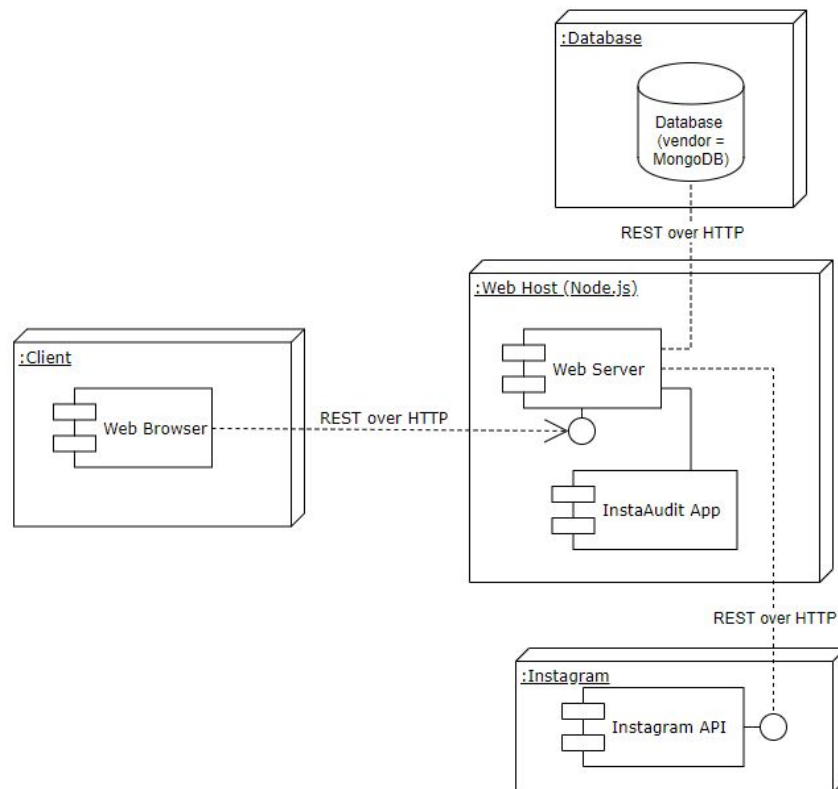 :Database
Database
(vendor =
MongoDB)
REST over HTTP
:Web Host (Node.js)
Web Server
:Client
Web Browser
REST over HTTP
InstaAudit App
REST over HTTP
:Instagram
Instagram API